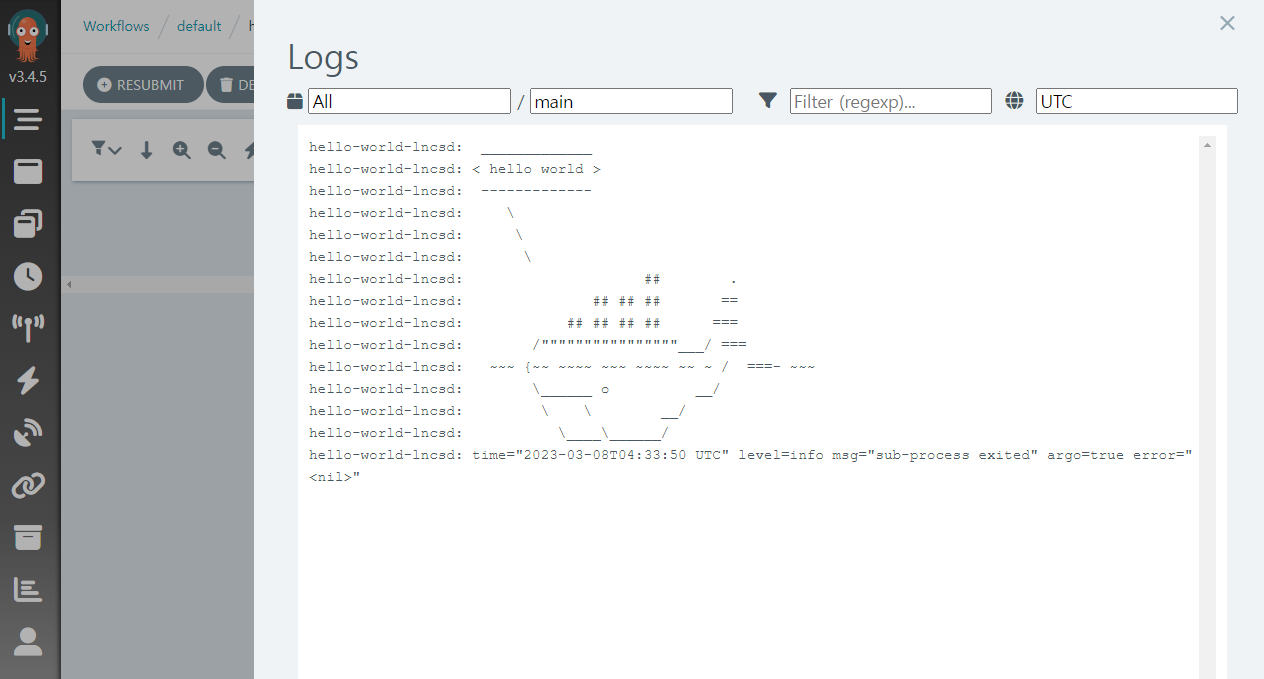 v3.4.5
Workflows / default / h
RESUBMIT DE
Logs
All / main Filter (regexp)... UTC
hello-world-lncsd:  _____________
hello-world-lncsd: < hello world >
hello-world-lncsd:  -------------
hello-world-lncsd:     \
hello-world-lncsd:      \
hello-world-lncsd:       \
hello-world-lncsd:                     ##        .
hello-world-lncsd:               ## ## ##       ==
hello-world-lncsd:            ## ## ## ##      ===
hello-world-lncsd:        /""""""""""""""""___/ ===
hello-world-lncsd:   ~~~ {~~ ~~~~ ~~~ ~~~~ ~~ ~ /  ===- ~~~
hello-world-lncsd:        \______ o          __/
hello-world-lncsd:         \    \        __/
hello-world-lncsd:           \____\______/
hello-world-lncsd: time="2023-03-08T04:33:50 UTC" level=info msg="sub-process exited" argo=true error="
<nil>"